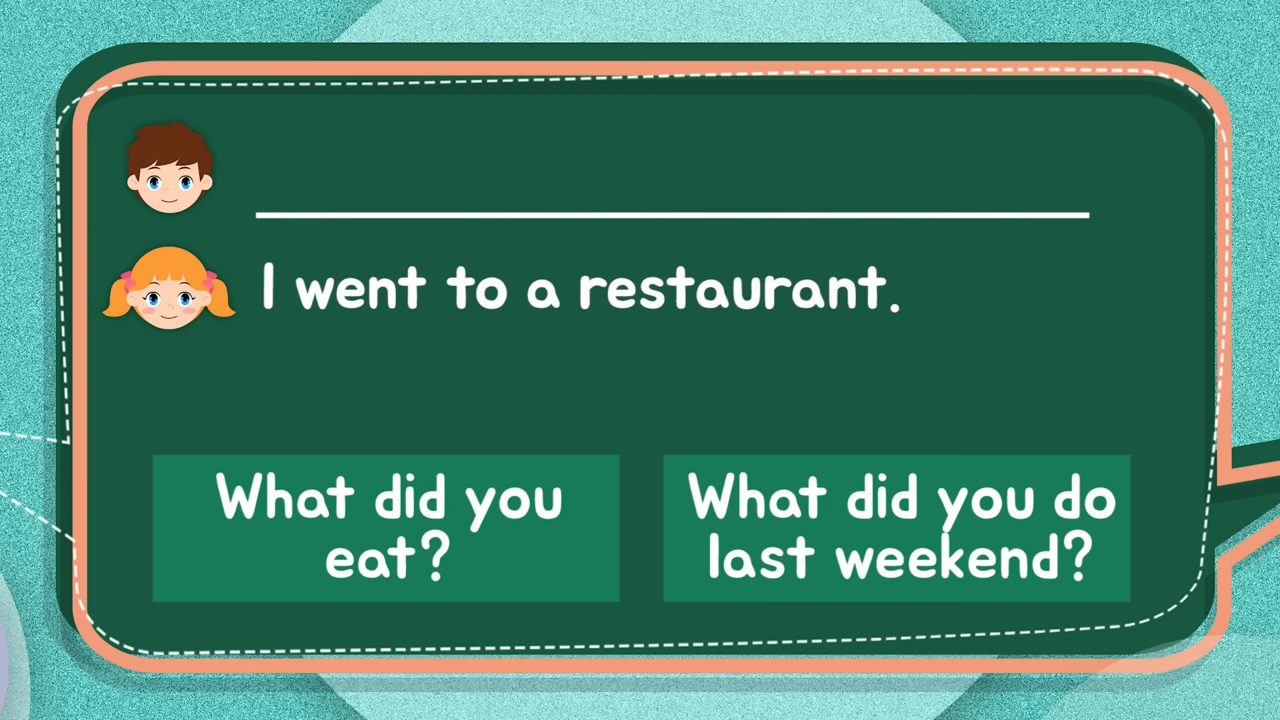 I went to a restaurant.
What did you
eat?
What did you do
last weekend?